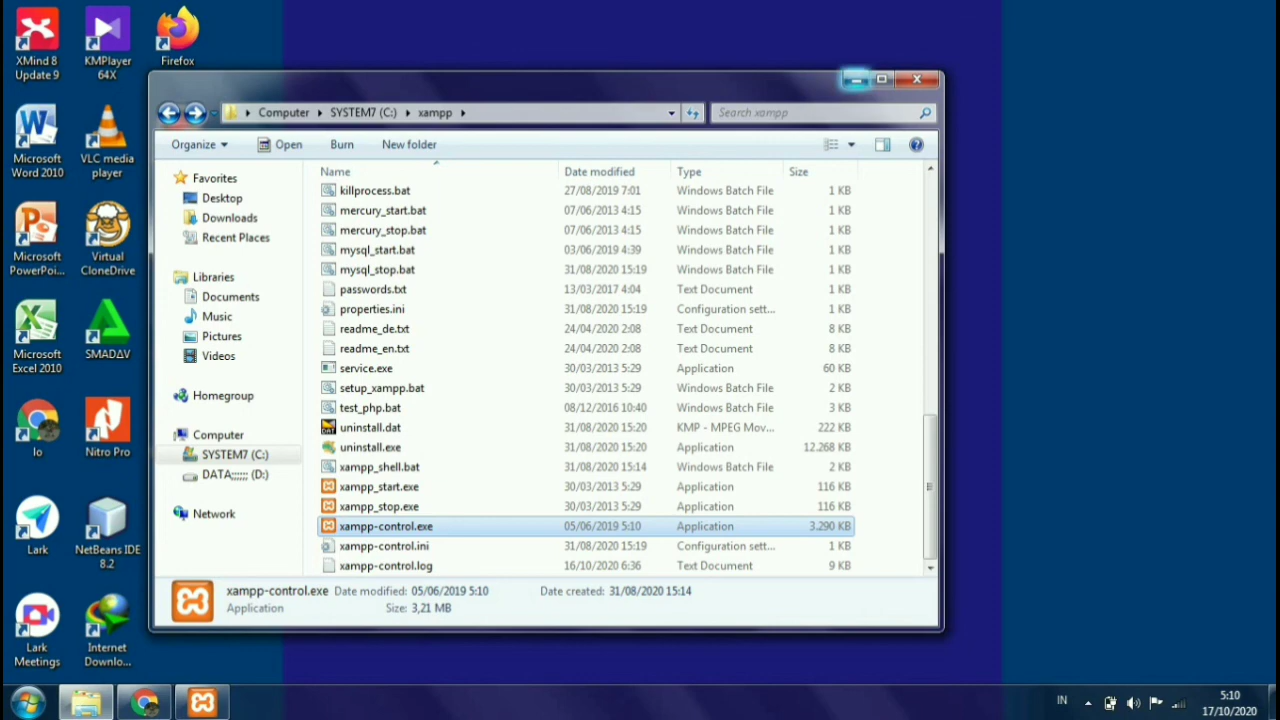 XMind 8
Update 9
KMPlayer
64X
Firefox
Microsoft
Word 2010
VLC media
player
Microsoft
PowerPoi...
Virtual
CloneDrive
Microsoft
Excel 2010
SMADΔV
Io
Nitro Pro
Lark
NetBeans IDE
8.2
Lark
Meetings
Internet
Downlo...
Computer SYSTEM7 (C:) xampp
Search xampp
Organize Open Burn New folder
Favorites
Desktop
Downloads
Recent Places
Libraries
Documents
Music
Pictures
Videos
Homegroup
Computer
SYSTEM7 (C:)
DATA;;;;;; (D:)
Network
Name Date modified Type Size
killprocess.bat 27/08/2019 7:01 Windows Batch File 1 KB
mercury_start.bat 07/06/2013 4:15 Windows Batch File 1 KB
mercury_stop.bat 07/06/2013 4:15 Windows Batch File 1 KB
mysql_start.bat 03/06/2019 4:39 Windows Batch File 1 KB
mysql_stop.bat 31/08/2020 15:19 Windows Batch File 1 KB
passwords.txt 13/03/2017 4:04 Text Document 1 KB
properties.ini 31/08/2020 15:19 Configuration sett... 1 KB
readme_de.txt 24/04/2020 2:08 Text Document 8 KB
readme_en.txt 24/04/2020 2:08 Text Document 8 KB
service.exe 30/03/2013 5:29 Application 60 KB
setup_xampp.bat 30/03/2013 5:29 Windows Batch File 2 KB
test_php.bat 08/12/2016 10:40 Windows Batch File 3 KB
uninstall.dat 31/08/2020 15:20 KMP - MPEG Mov... 222 KB
uninstall.exe 31/08/2020 15:20 Application 12.268 KB
xampp_shell.bat 31/08/2020 15:14 Windows Batch File 2 KB
xampp_start.exe 30/03/2013 5:29 Application 116 KB
xampp_stop.exe 30/03/2013 5:29 Application 116 KB
xampp-control.exe 05/06/2019 5:10 Application 3.290 KB
xampp-control.ini 31/08/2020 15:19 Configuration sett... 1 KB
xampp-control.log 16/10/2020 6:36 Text Document 9 KB
xampp-control.exe Date modified: 05/06/2019 5:10 Date created: 31/08/2020 15:14
Application Size: 3,21 MB
IN
5:10
17/10/2020